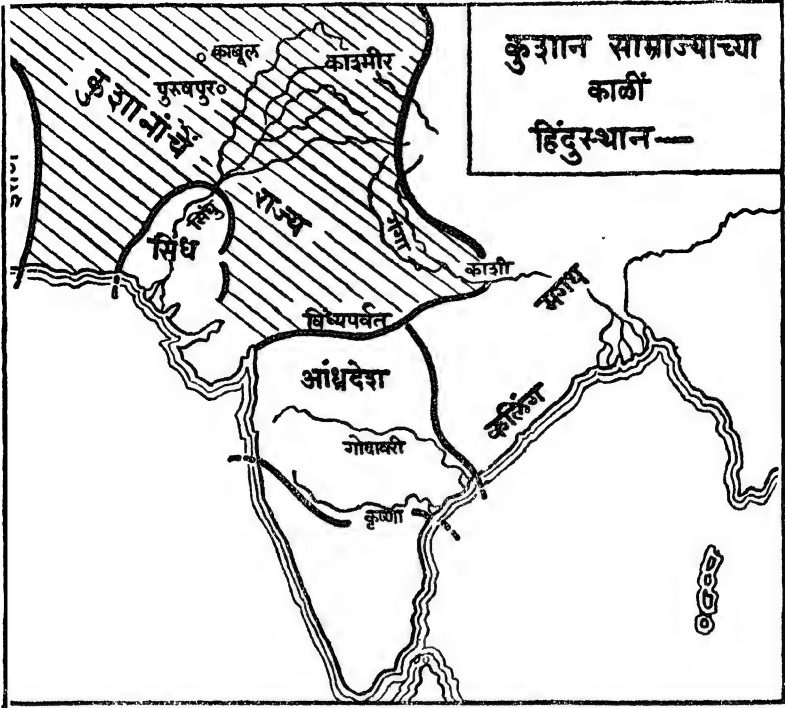 कुशान साम्राज्याच्या
काळीं
हिंदुस्थान—
काबूल
काश्मीर
पुरुषपुर
कुशानांचें
राज्य
सिंधु
सिंध
गंगा
काशी
मगध
विंध्यपर्वत
आंध्रदेश
कलिंग
गोदावरी
कृष्णा